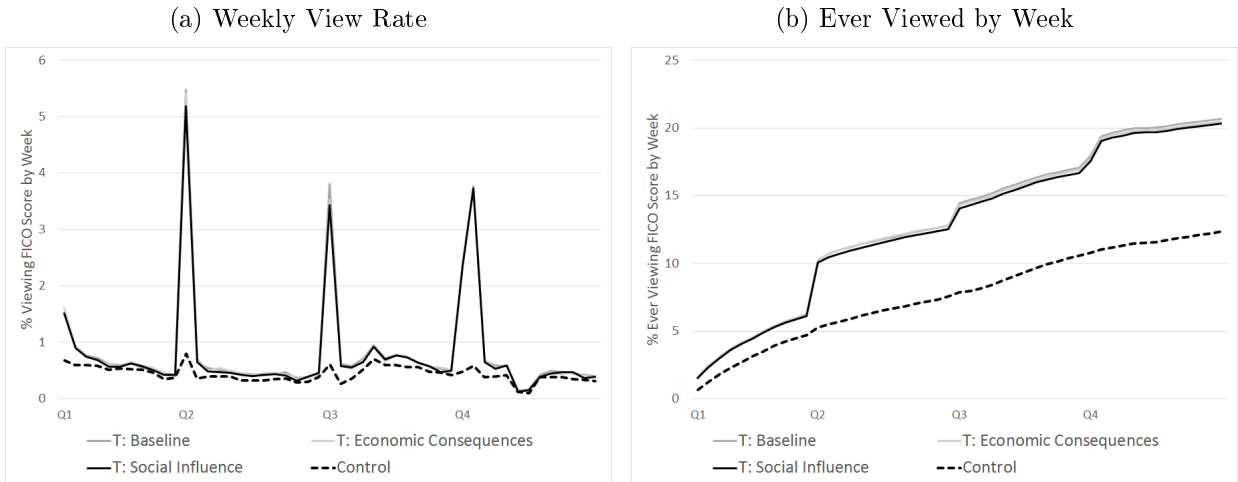 (a) Weekly View Rate
% Viewing FICO Score by Week
6
5
4
3
2
1
0
Q1 Q2 Q3 Q4
T: Baseline T: Economic Consequences
T: Social Influence Control
(b) Ever Viewed by Week
% Ever Viewing FICO Score by Week
25
20
15
10
5
0
Q1 Q2 Q3 Q4
T: Baseline T: Economic Consequences
T: Social Influence Control